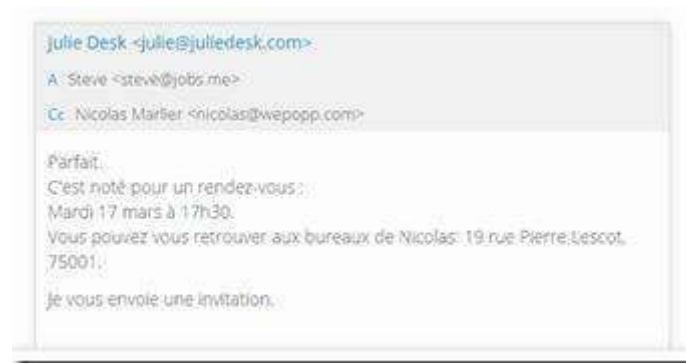 Julie Desk <julie@juliedesk.com>
A Steve <steve@jobs.me>
Cc Nicolas Marlier <nicolas@wepopp.com>
Parfait.
C'est noté pour un rendez-vous :
Mardi 17 mars à 17h30.
Vous pouvez vous retrouver aux bureaux de Nicolas: 19 rue Pierre Lescot,
75001.
Je vous envoie une invitation.